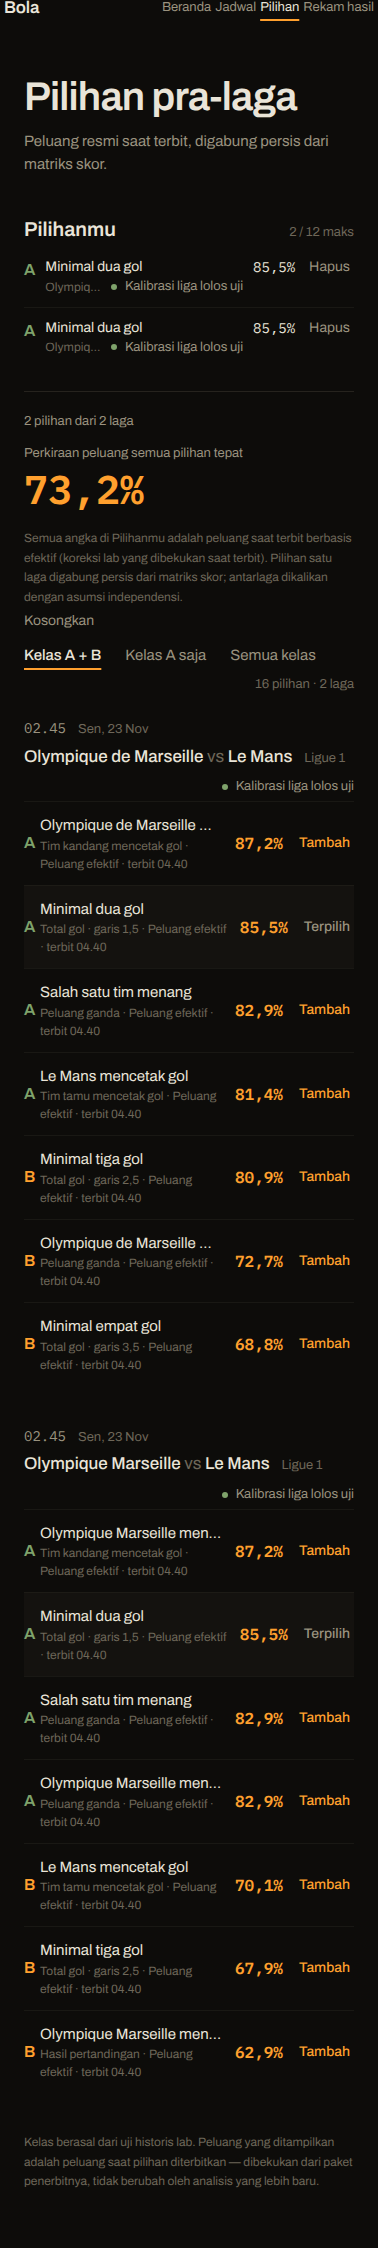 Bola
Beranda Jadwal Pilihan Rekam hasil
Pilihan pra-laga
Peluang resmi saat terbit, digabung persis dari
matriks skor.
Pilihanmu 2 / 12 maks
A Minimal dua gol 85,5% Hapus
Olympiq... Kalibrasi liga lolos uji
A Minimal dua gol 85,5% Hapus
Olympiq... Kalibrasi liga lolos uji
2 pilihan dari 2 laga
Perkiraan peluang semua pilihan tepat
73,2%
Semua angka di Pilihanmu adalah peluang saat terbit berbasis
efektif (koreksi lab yang dibekukan saat terbit). Pilihan satu
laga digabung persis dari matriks skor; antarlaga dikalikan
dengan asumsi independensi.
Kosongkan
Kelas A + B Kelas A saja Semua kelas
16 pilihan · 2 laga
02.45 Sen, 23 Nov
Olympique de Marseille vs Le Mans Ligue 1
Kalibrasi liga lolos uji
Olympique de Marseille ...
A Tim kandang mencetak gol · 87,2% Tambah
Peluang efektif · terbit 04.40
Minimal dua gol
A Total gol · garis 1,5 · Peluang efektif 85,5% Terpilih
· terbit 04.40
Salah satu tim menang
A Peluang ganda · Peluang efektif · 82,9% Tambah
terbit 04.40
Le Mans mencetak gol
A Tim tamu mencetak gol · Peluang 81,4% Tambah
efektif · terbit 04.40
Minimal tiga gol
B Total gol · garis 2,5 · Peluang 80,9% Tambah
efektif · terbit 04.40
Olympique de Marseille ...
B Peluang ganda · Peluang efektif · 72,7% Tambah
terbit 04.40
Minimal empat gol
B Total gol · garis 3,5 · Peluang 68,8% Tambah
efektif · terbit 04.40
02.45 Sen, 23 Nov
Olympique Marseille vs Le Mans Ligue 1
Kalibrasi liga lolos uji
Olympique Marseille men...
A Tim kandang mencetak gol · 87,2% Tambah
Peluang efektif · terbit 04.40
Minimal dua gol
A Total gol · garis 1,5 · Peluang efektif 85,5% Terpilih
· terbit 04.40
Salah satu tim menang
A Peluang ganda · Peluang efektif · 82,9% Tambah
terbit 04.40
Olympique Marseille men...
A Peluang ganda · Peluang efektif · 82,9% Tambah
terbit 04.40
Le Mans mencetak gol
B Tim tamu mencetak gol · Peluang 70,1% Tambah
efektif · terbit 04.40
Minimal tiga gol
B Total gol · garis 2,5 · Peluang 67,9% Tambah
efektif · terbit 04.40
Olympique Marseille men...
B Hasil pertandingan · Peluang 62,9% Tambah
efektif · terbit 04.40
Kelas berasal dari uji historis lab. Peluang yang ditampilkan
adalah peluang saat pilihan diterbitkan — dibekukan dari paket
penerbitnya, tidak berubah oleh analisis yang lebih baru.